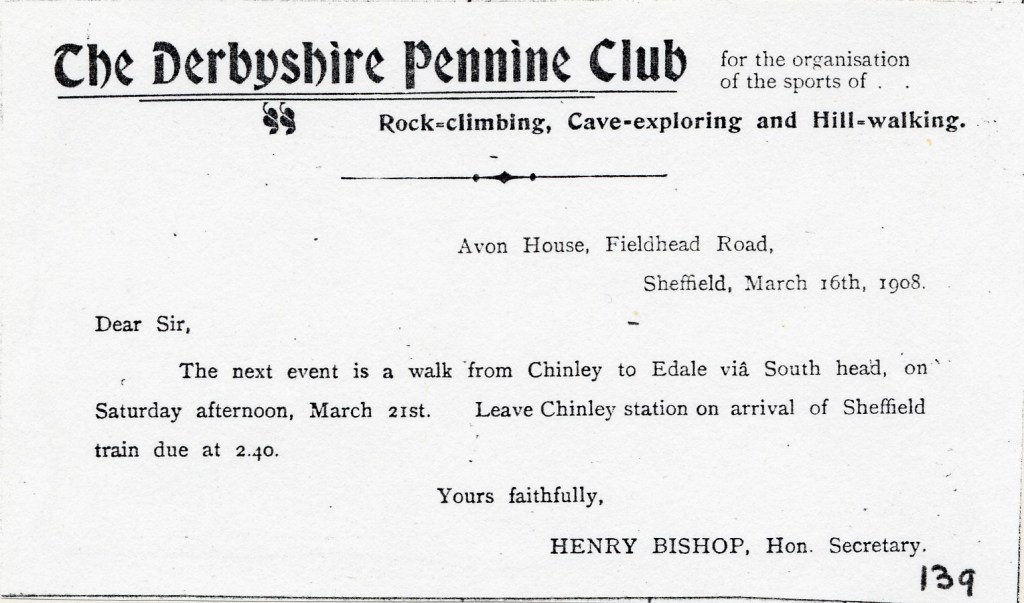 The Derbyshire Pennine Club
for the organisation
of the sports of . .
Rock-climbing, Cave-exploring and Hill-walking.
Avon House, Fieldhead Road,
Sheffield, March 16th, 1908.
Dear Sir,
The next event is a walk from Chinley to Edale viâ South head, on
Saturday afternoon, March 21st. Leave Chinley station on arrival of Sheffield
train due at 2.40.
Yours faithfully,
HENRY BISHOP, Hon. Secretary.
139